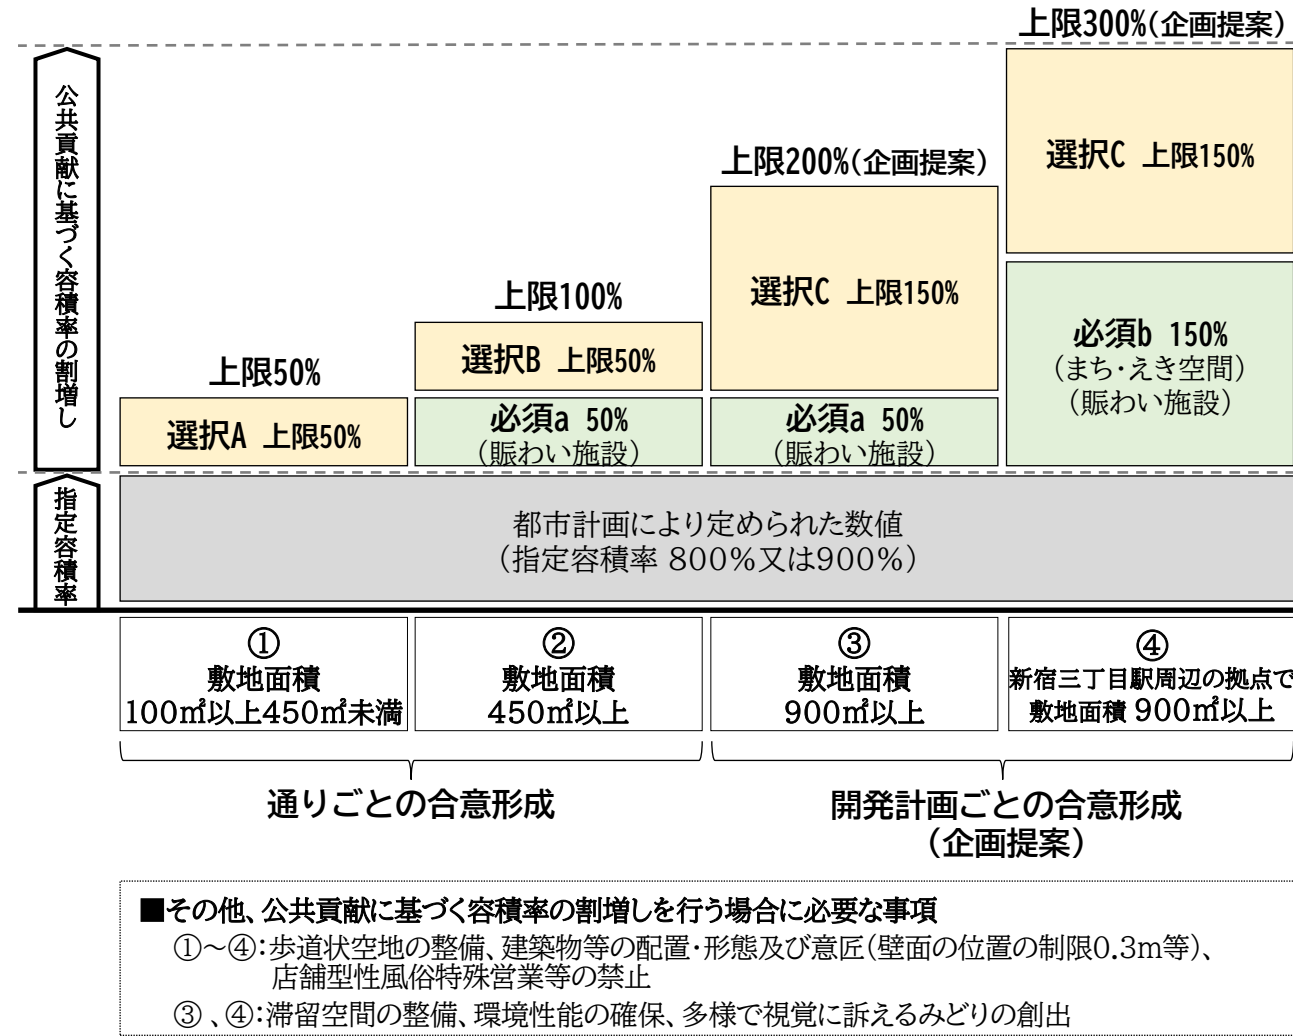 上限300%(企画提案)
公共貢献に基づく容積率の割増し
選択C 上限150%
上限200%(企画提案)
選択C 上限150%
必須b 150%
(まち・えき空間)
(賑わい施設)
上限100%
選択B 上限50%
上限50%
選択A 上限50%
必須a 50%
(賑わい施設)
必須a 50%
(賑わい施設)
指定容積率
都市計画により定められた数値
(指定容積率 800%又は900%)
①
敷地面積
100㎡以上450㎡未満
②
敷地面積
450㎡以上
③
敷地面積
900㎡以上
④
新宿三丁目駅周辺の拠点で
敷地面積 900㎡以上
通りごとの合意形成
開発計画ごとの合意形成
(企画提案)
■その他、公共貢献に基づく容積率の割増しを行う場合に必要な事項
①～④:歩道状空地の整備、建築物等の配置・形態及び意匠(壁面の位置の制限0.3m等)、
店舗型性風俗特殊営業等の禁止
③、④:滞留空間の整備、環境性能の確保、多様で視覚に訴えるみどりの創出